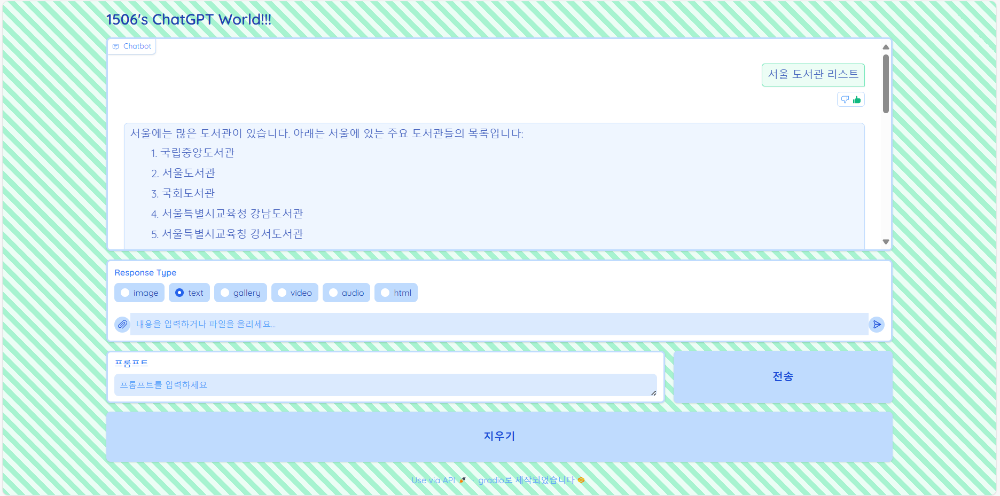 1506's ChatGPT World!!!
Chatbot
서울 도서관 리스트
서울에는 많은 도서관이 있습니다. 아래는 서울에 있는 주요 도서관들의 목록입니다:
1. 국립중앙도서관
2. 서울도서관
3. 국회도서관
4. 서울특별시교육청 강남도서관
5. 서울특별시교육청 강서도서관
Response Type
image text gallery video audio html
내용을 입력하거나 파일을 올리세요...
프롬프트
프롬프트를 입력하세요
전송
지우기
Use via API · gradio로 제작되었습니다